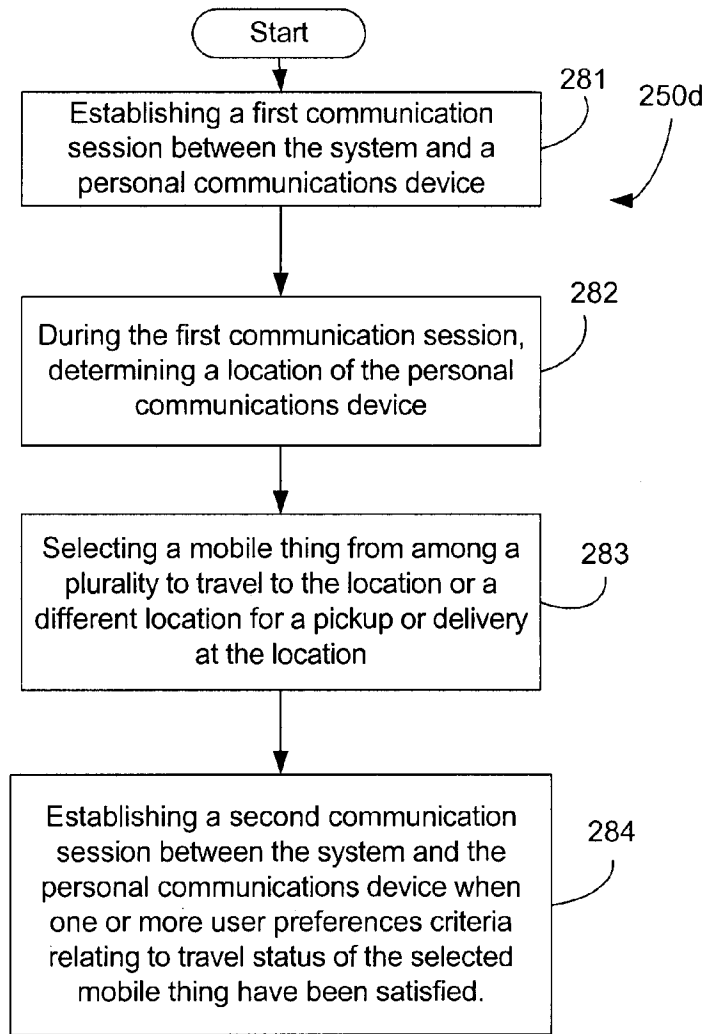 Start
281
250d
Establishing a first communication
session between the system and a
personal communications device
282
During the first communication session,
determining a location of the personal
communications device
283
Selecting a mobile thing from among a
plurality to travel to the location or a
different location for a pickup or delivery
at the location
284
Establishing a second communication
session between the system and the
personal communications device when
one or more user preferences criteria
relating to travel status of the selected
mobile thing have been satisfied.